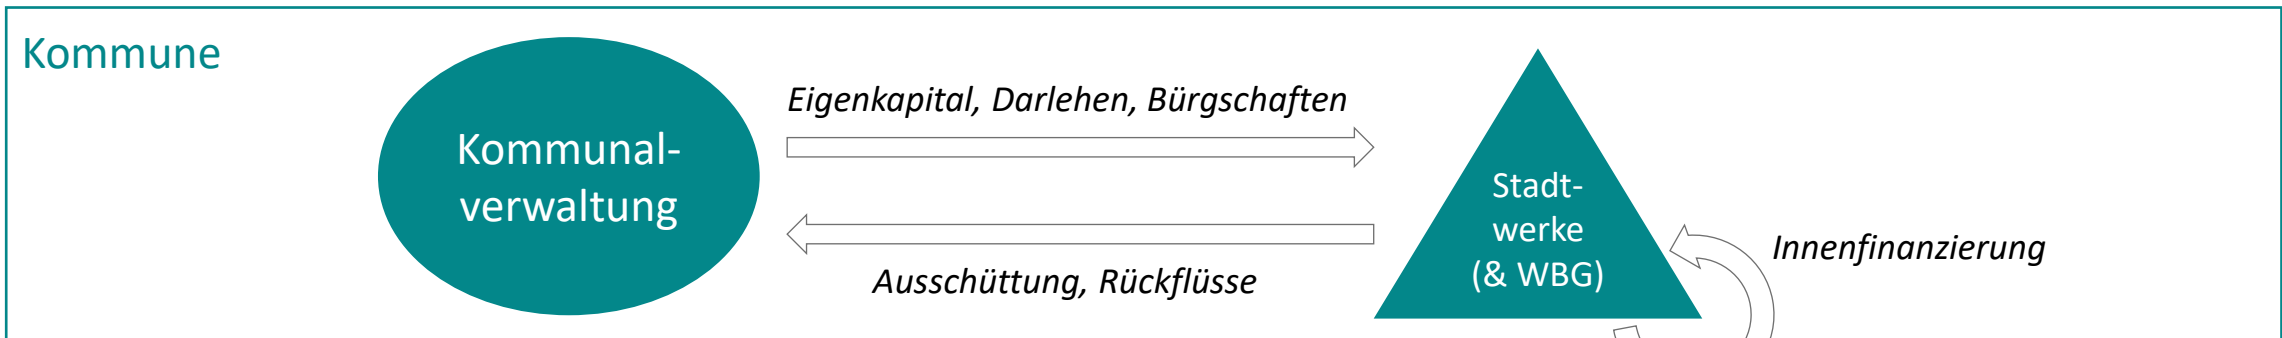 Kommune
Kommunal-
verwaltung
Eigenkapital, Darlehen, Bürgschaften
Ausschüttung, Rückflüsse
Stadt-
werke
(& WBG)
Innenfinanzierung